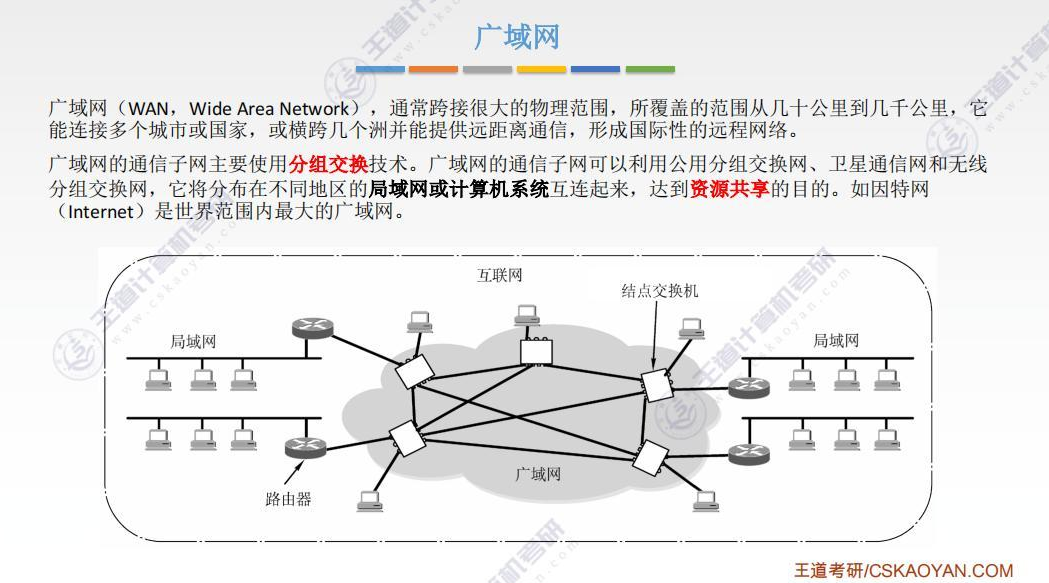 广域网
广域网（WAN，Wide Area Network），通常跨接很大的物理范围，所覆盖的范围从几十公里到几千公里，它
能连接多个城市或国家，或横跨几个洲并能提供远距离通信，形成国际性的远程网络。
广域网的通信子网主要使用分组交换技术。广域网的通信子网可以利用公用分组交换网、卫星通信网和无线
分组交换网，它将分布在不同地区的局域网或计算机系统互连起来，达到资源共享的目的。如因特网
（Internet）是世界范围内最大的广域网。
互联网
结点交换机
局域网
局域网
广域网
路由器
王道考研/CSKAOYAN.COM
王道计算机考研
www.cskaoyan.com